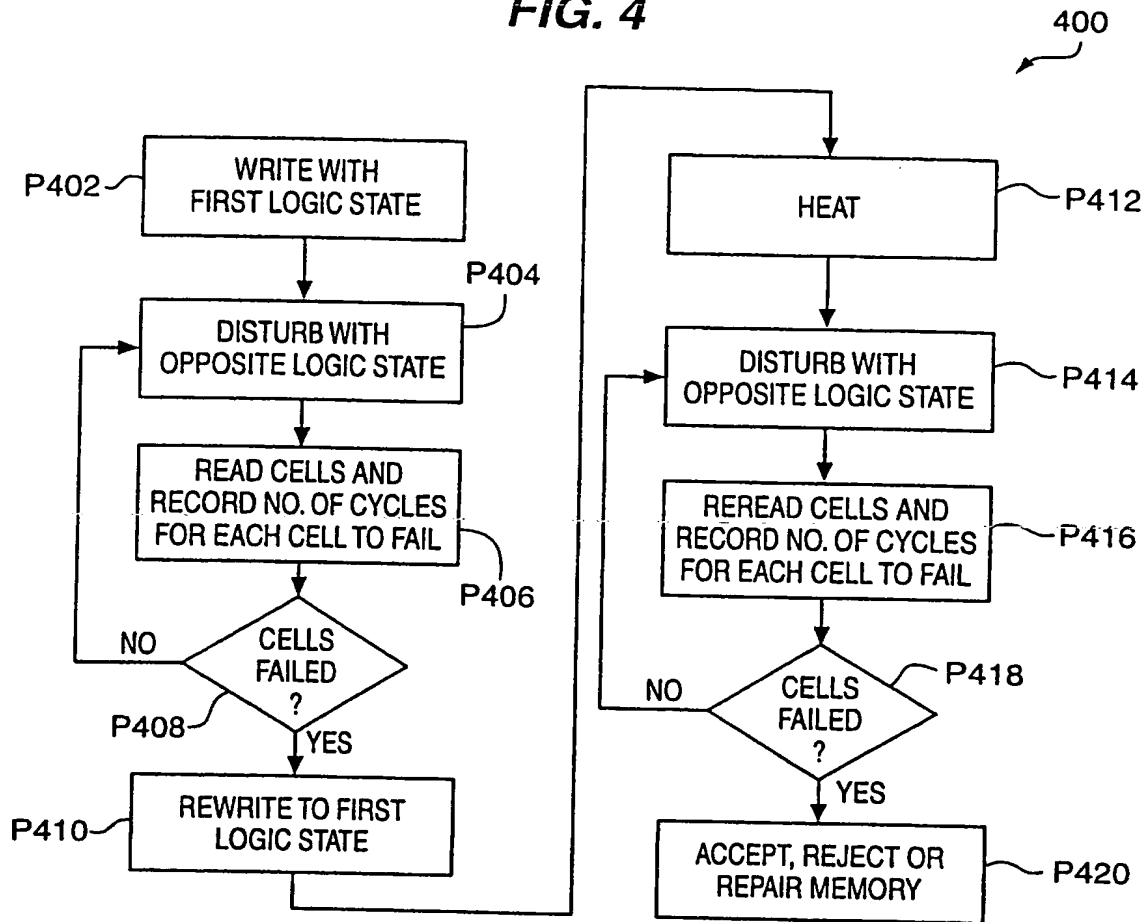 FIG. 4
400
P402
WRITE WITH
FIRST LOGIC STATE
P404
DISTURB WITH
OPPOSITE LOGIC STATE
READ CELLS AND
RECORD NO. OF CYCLES
FOR EACH CELL TO FAIL
P406
NO
CELLS
FAILED
?
P408
YES
P410
REWRITE TO FIRST
LOGIC STATE
HEAT
P412
DISTURB WITH
OPPOSITE LOGIC STATE
P414
REREAD CELLS AND
RECORD NO. OF CYCLES
FOR EACH CELL TO FAIL
P416
NO
CELLS
FAILED
?
P418
YES
ACCEPT, REJECT OR
REPAIR MEMORY
P420